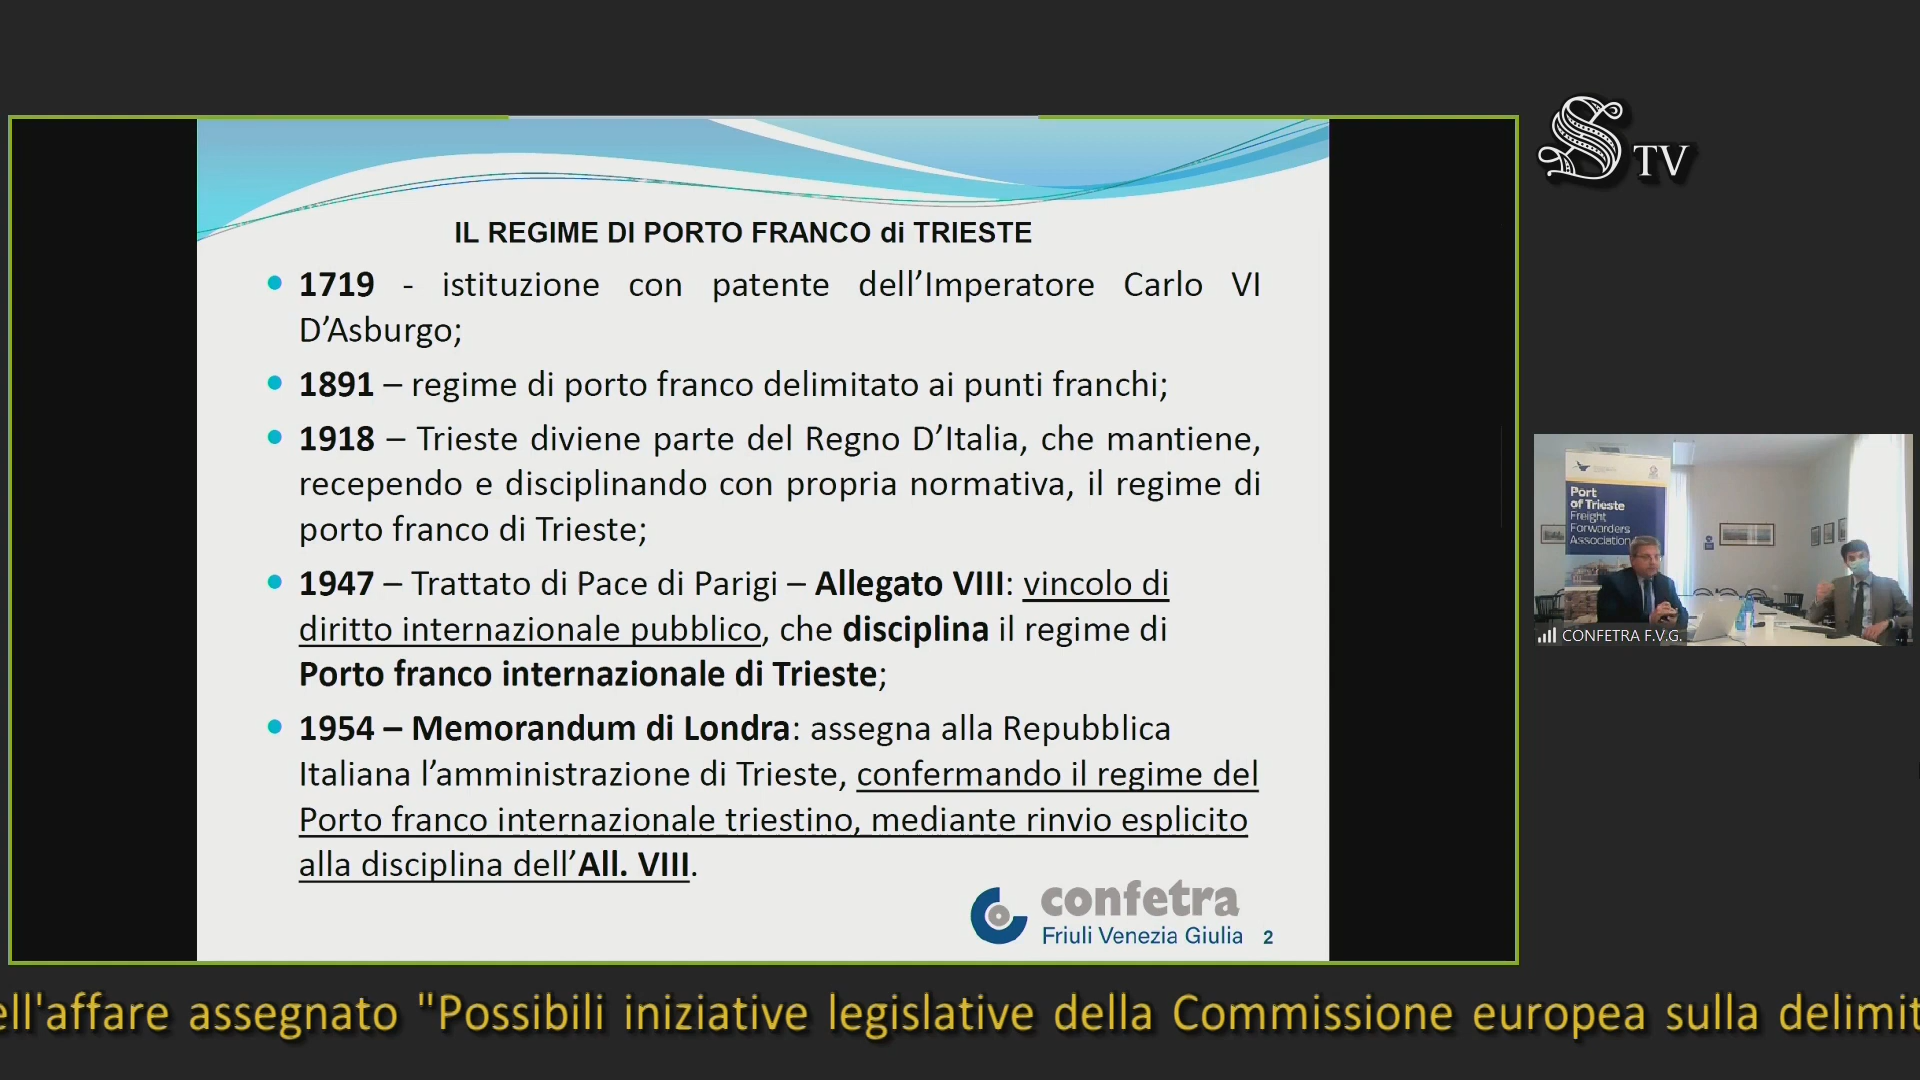 S TV
IL REGIME DI PORTO FRANCO di TRIESTE
1719 - istituzione con patente dell’Imperatore Carlo VI
D’Asburgo;
1891 – regime di porto franco delimitato ai punti franchi;
1918 – Trieste diviene parte del Regno D’Italia, che mantiene,
recependo e disciplinando con propria normativa, il regime di
porto franco di Trieste;
1947 – Trattato di Pace di Parigi – Allegato VIII: vincolo di
diritto internazionale pubblico, che disciplina il regime di
Porto franco internazionale di Trieste;
1954 – Memorandum di Londra: assegna alla Repubblica
Italiana l’amministrazione di Trieste, confermando il regime del
Porto franco internazionale triestino, mediante rinvio esplicito
alla disciplina dell’All. VIII.
confetra
Friuli Venezia Giulia 2
Port
of Trieste
Freight
Forwarders
Association
CONFETRA F.V.G.
ell'affare assegnato "Possibili iniziative legislative della Commissione europea sulla delimit